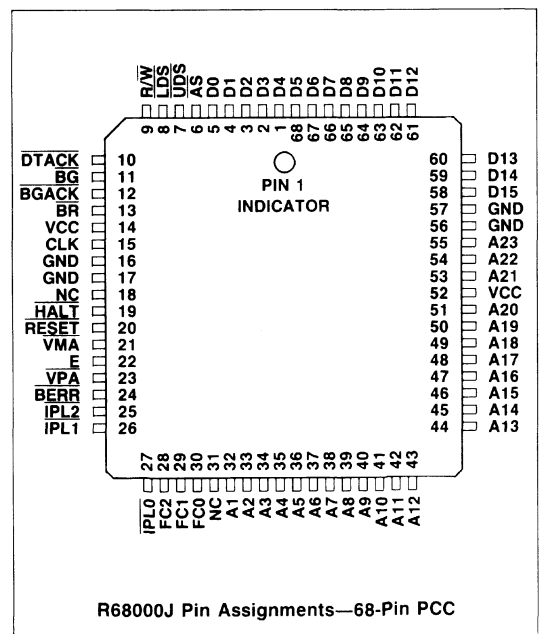 R/W LDS UDS AS D0 D1 D2 D3 D4 D5 D6 D7 D8 D9 D10 D11 D12
9 8 7 6 5 4 3 2 1 68 67 66 65 64 63 62 61
DTACK 10
BG 11
BGACK 12
BR 13
VCC 14
CLK 15
GND 16
GND 17
NC 18
HALT 19
RESET 20
VMA 21
E 22
VPA 23
BERR 24
IPL2 25
IPL1 26
PIN 1
INDICATOR
60 D13
59 D14
58 D15
57 GND
56 GND
55 A23
54 A22
53 A21
52 VCC
51 A20
50 A19
49 A18
48 A17
47 A16
46 A15
45 A14
44 A13
27 28 29 30 31 32 33 34 35 36 37 38 39 40 41 42 43
IPL0 FC2 FC1 FC0 NC A1 A2 A3 A4 A5 A6 A7 A8 A9 A10 A11 A12
R68000J Pin Assignments—68-Pin PCC